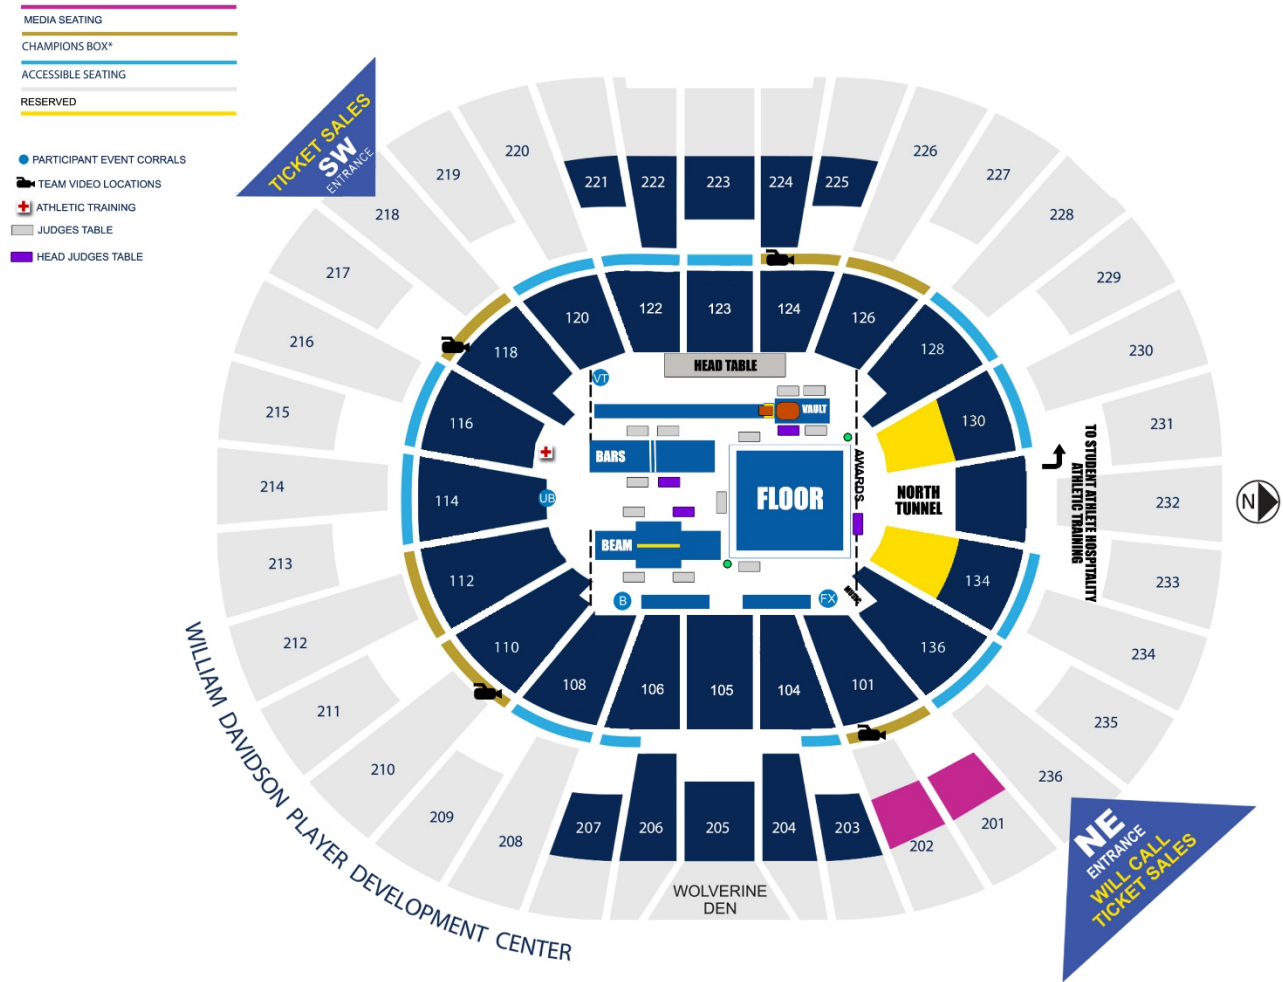 MEDIA SEATING
CHAMPIONS BOX*
ACCESSIBLE SEATING
RESERVED
PARTICIPANT EVENT CORRALS
TEAM VIDEO LOCATIONS
ATHLETIC TRAINING
JUDGES TABLE
HEAD JUDGES TABLE
TICKET SALES
SW
ENTRANCE
220
219
218
217
216
215
214
213
212
211
210
209
208
221
222
223
224
225
226
227
228
229
230
231
232
233
234
235
236
120
122
123
124
126
118
128
116
130
114
112
134
110
136
108
106
105
104
101
HEAD TABLE
VT
VAULT
BARS
AWARDS
UB
FLOOR
NORTH
TUNNEL
BEAM
B
FX
MUSIC
TO STUDENT ATHLETE HOSPITALITY
ATHLETIC TRAINING
N
207
206
205
204
203
202
201
WOLVERINE
DEN
WILLIAM DAVIDSON PLAYER DEVELOPMENT CENTER
NE
ENTRANCE
WILL CALL
TICKET SALES